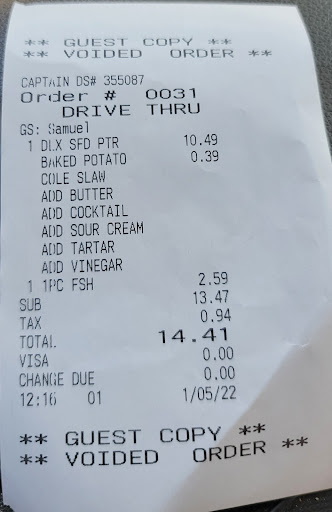 ** GUEST COPY **
** VOIDED ORDER **
CAPTAIN DS# 355087
Order # 0031
DRIVE THRU
GS: Samuel
1 DLX SFD PTR 10.49
BAKED POTATO 0.39
COLE SLAW
ADD BUTTER
ADD COCKTAIL
ADD SOUR CREAM
ADD TARTAR
ADD VINEGAR
1 1PC FSH 2.59
SUB 13.47
TAX 0.94
TOTAL 14.41
VISA 0.00
CHANGE DUE 0.00
12:16 01 1/05/22
** GUEST COPY **
** VOIDED ORDER **